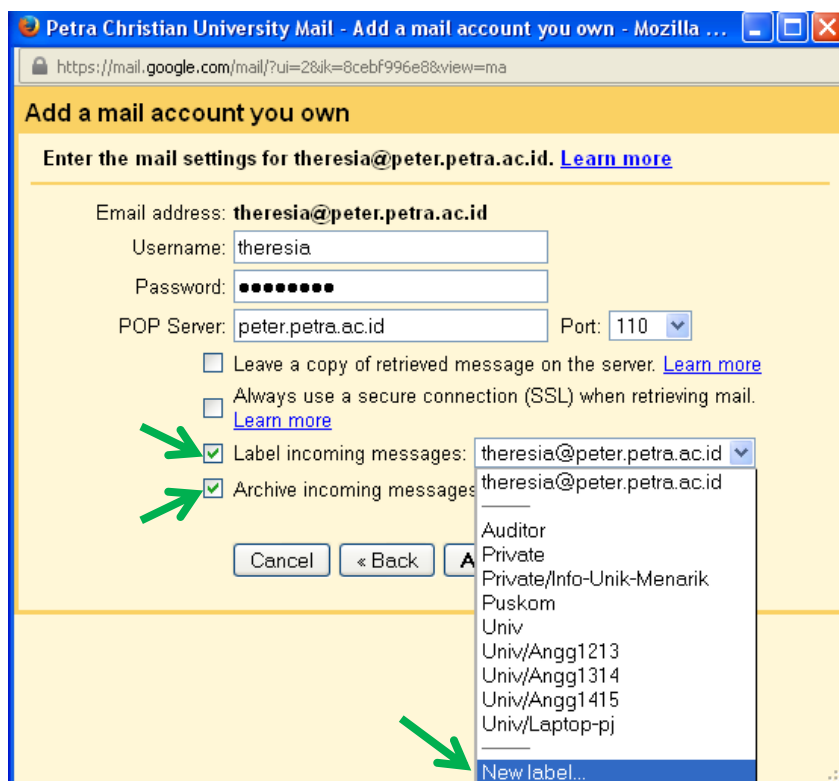 Petra Christian University Mail - Add a mail account you own - Mozilla ...
https://mail.google.com/mail/?ui=2&ik=8cebf996e8&view=ma
Add a mail account you own
Enter the mail settings for theresia@peter.petra.ac.id. Learn more
Email address: theresia@peter.petra.ac.id
Username: theresia
Password: ●●●●●●●●
POP Server: peter.petra.ac.id Port: 110
Leave a copy of retrieved message on the server. Learn more
Always use a secure connection (SSL) when retrieving mail.
Learn more
Label incoming messages: theresia@peter.petra.ac.id
Archive incoming messages
theresia@peter.petra.ac.id
Auditor
Private
Private/Info-Unik-Menarik
Puskom
Univ
Univ/Angg1213
Univ/Angg1314
Univ/Angg1415
Univ/Laptop-pj
New label...
Cancel « Back A